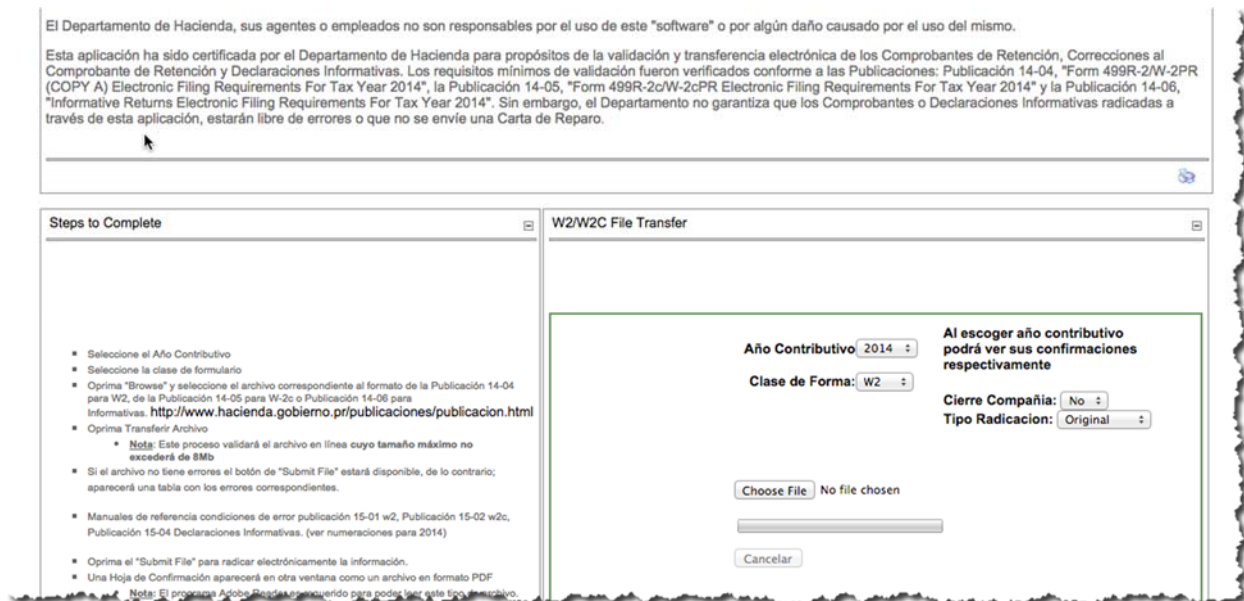 El Departamento de Hacienda, sus agentes o empleados no son responsables por el uso de este "software" o por algún daño causado por el uso del mismo.
Esta aplicación ha sido certificada por el Departamento de Hacienda para propósitos de la validación y transferencia electrónica de los Comprobantes de Retención, Correcciones al
Comprobante de Retención y Declaraciones Informativas. Los requisitos mínimos de validación fueron verificados conforme a las Publicaciones: Publicación 14-04, "Form 499R-2/W-2PR
(COPY A) Electronic Filing Requirements For Tax Year 2014", la Publicación 14-05, "Form 499R-2c/W-2cPR Electronic Filing Requirements For Tax Year 2014" y la Publicación 14-06,
"Informative Returns Electronic Filing Requirements For Tax Year 2014". Sin embargo, el Departamento no garantiza que los Comprobantes o Declaraciones Informativas radicadas a
través de esta aplicación, estarán libre de errores o que no se envíe una Carta de Reparo.
Steps to Complete
Seleccione el Año Contributivo
Seleccione la clase de formulario
Oprima "Browse" y seleccione el archivo correspondiente al formato de la Publicación 14-04
para W2, de la Publicación 14-05 para W-2c o Publicación 14-06 para
Informativas. http://www.hacienda.gobierno.pr/publicaciones/publicacion.html
Oprima Transferir Archivo
Nota: Este proceso validará el archivo en línea cuyo tamaño máximo no
excederá de 8Mb
Si el archivo no tiene errores el botón de "Submit File" estará disponible, de lo contrario;
aparecerá una tabla con los errores correspondientes.
Manuales de referencia condiciones de error publicación 15-01 w2, Publicación 15-02 w2c,
Publicación 15-04 Declaraciones Informativas. (ver numeraciones para 2014)
Oprima el "Submit File" para radicar electrónicamente la información.
Una Hoja de Confirmación aparecerá en otra ventana como un archivo en formato PDF
Nota: El programa Adobe Reader es requerido para poder leer este tipo de archivo.
W2/W2C File Transfer
Año Contributivo 2014
Al escoger año contributivo
podrá ver sus confirmaciones
respectivamente
Clase de Forma: W2
Cierre Compañia: No
Tipo Radicacion: Original
Choose File No file chosen
Cancelar